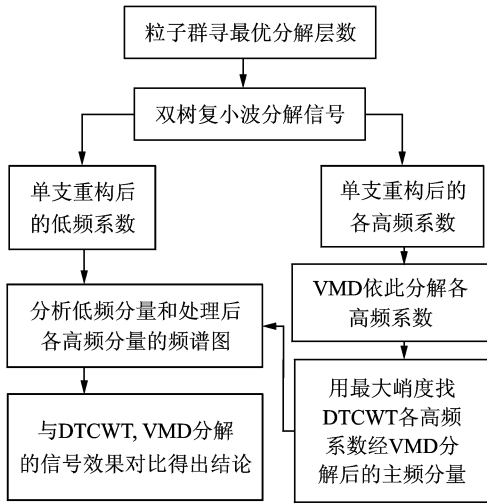 粒子群寻最优分解层数
双树复小波分解信号
单支重构后
的低频系数
单支重构后的
各高频系数
VMD依此分解各
高频系数
分析低频分量和处理后
各高频分量的频谱图
用最大峭度找
DTCWT各高频
系数经VMD分
解后的主频分量
与DTCWT, VMD分解
的信号效果对比得出结论